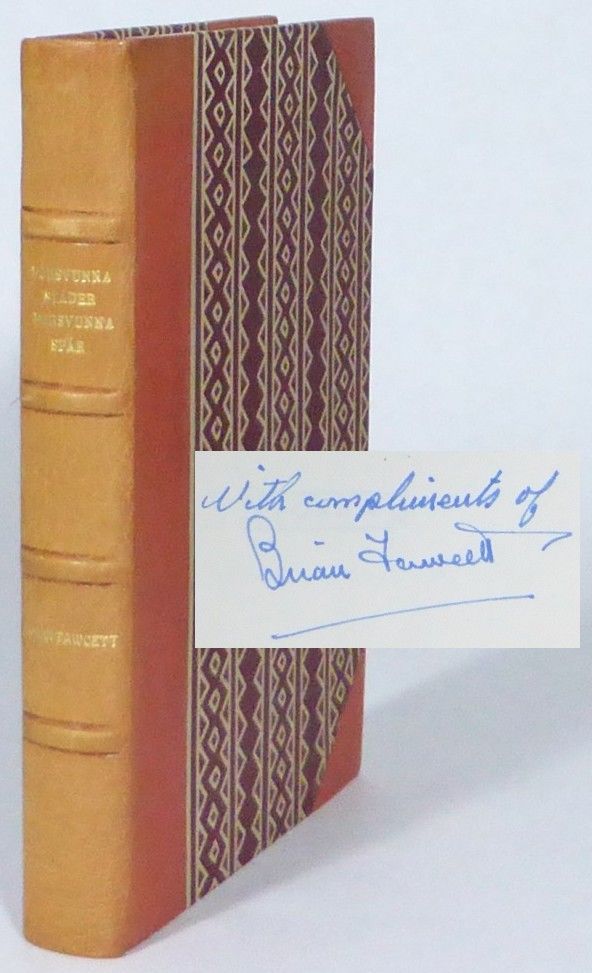 FÖRSVUNNA
STÄDER
FÖRSVUNNA
SPÅR
FAWCETT
With compliments of
Brian Fawcett